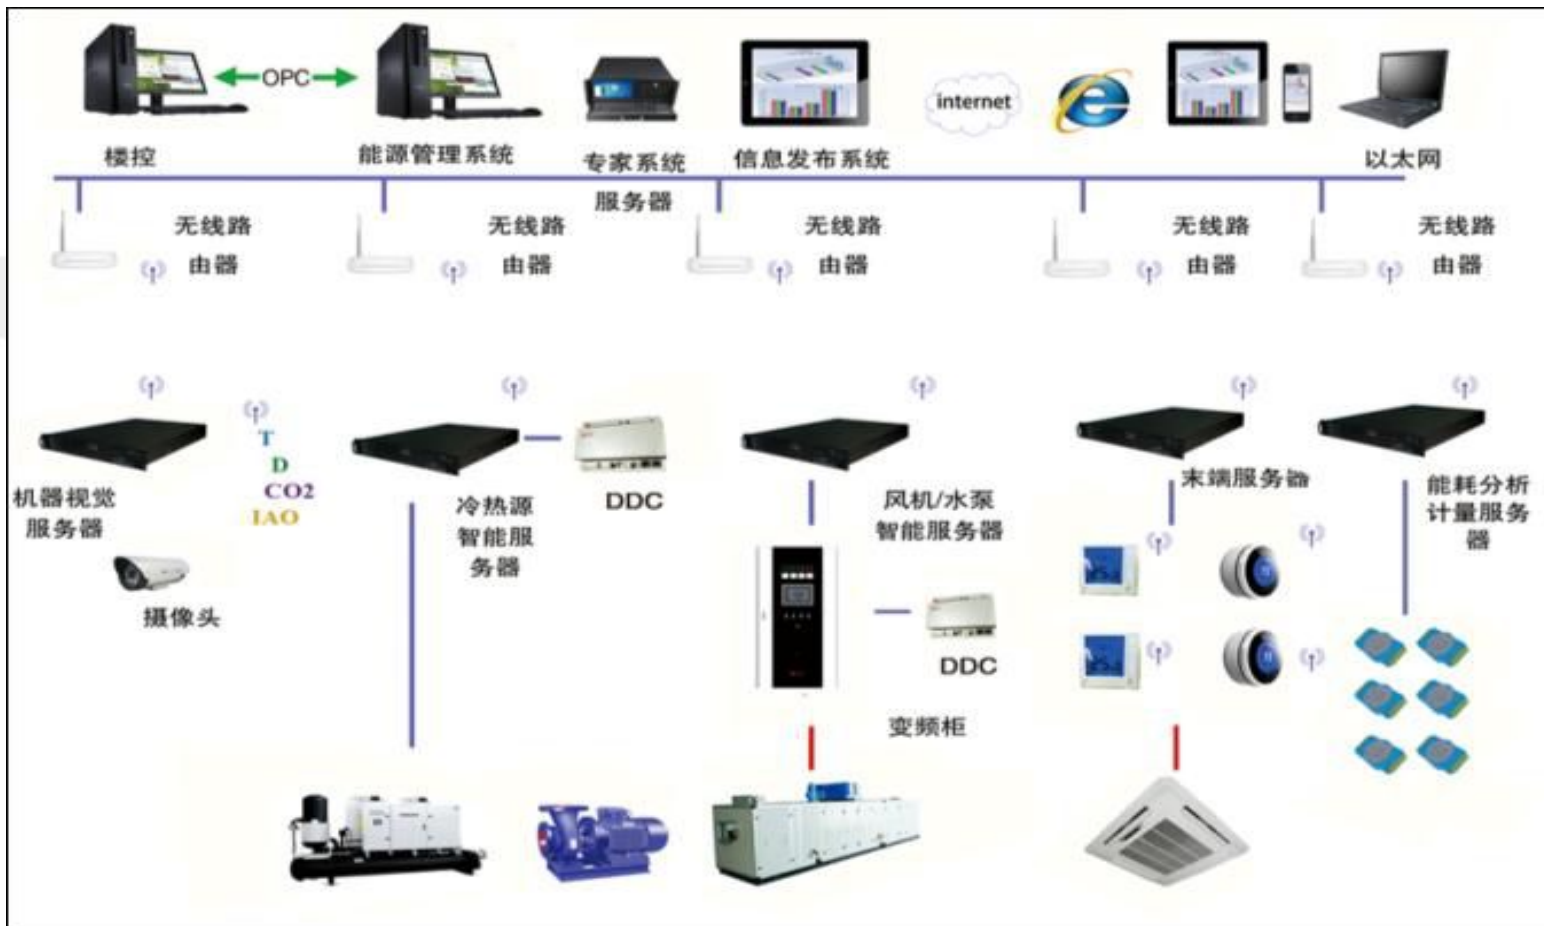 OPC
internet
楼控
能源管理系统
专家系统
服务器
信息发布系统
以太网
无线路
由器
无线路
由器
无线路
由器
无线路
由器
无线路
由器
T
D
CO2
IAO
机器视觉
服务器
摄像头
冷热源
智能服
务器
DDC
风机/水泵
智能服务器
DDC
变频柜
末端服务器
能耗分析
计量服务
器